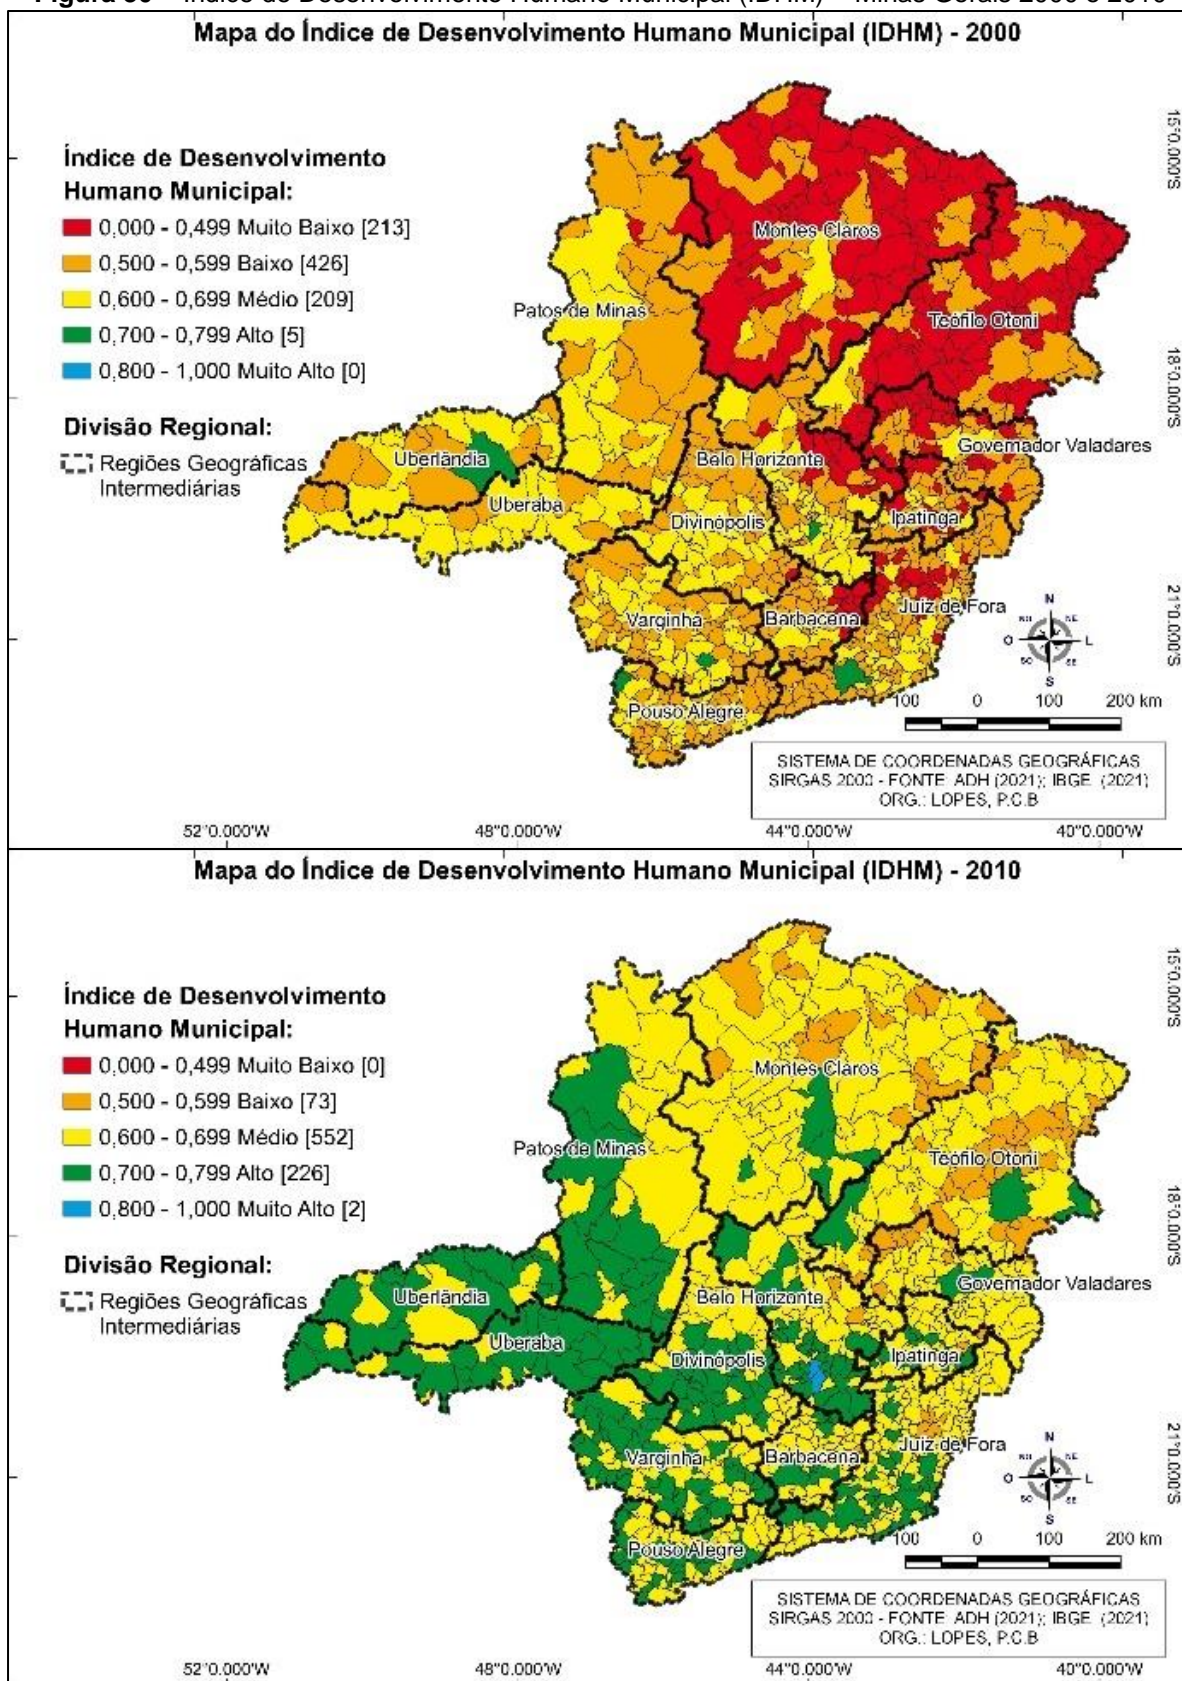 Mapa do Índice de Desenvolvimento Humano Municipal (IDHM) - 2000
Índice de Desenvolvimento
Humano Municipal:
0,000 - 0,499 Muito Baixo [213]
0,500 - 0,599 Baixo [426]
0,600 - 0,699 Médio [209]
0,700 - 0,799 Alto [5]
0,800 - 1,000 Muito Alto [0]
Divisão Regional:
Regiões Geográficas
Intermediárias
Montes Claros
Patos de Minas
Teófilo Otoni
Governador Valadares
Uberlândia
Belo Horizonte
Uberaba
Divinópolis
Ipatinga
Juiz de Fora
Varginha
Barbacena
Pouso Alegre
15°0.000'S
18°0.000'S
21°0.000'S
N
NO NE
O L
SO SE
S
100 0 100 200 km
SISTEMA DE COORDENADAS GEOGRÁFICAS
SIRGAS 2000 - FONTE: ADH (2021); IBGE (2021)
ORG.: LOPES, P.C.B
52°0.000'W 48°0.000'W 44°0.000'W 40°0.000'W
Mapa do Índice de Desenvolvimento Humano Municipal (IDHM) - 2010
Índice de Desenvolvimento
Humano Municipal:
0,000 - 0,499 Muito Baixo [0]
0,500 - 0,599 Baixo [73]
0,600 - 0,699 Médio [552]
0,700 - 0,799 Alto [226]
0,800 - 1,000 Muito Alto [2]
Divisão Regional:
Regiões Geográficas
Intermediárias
Montes Claros
Patos de Minas
Teófilo Otoni
Governador Valadares
Uberlândia
Belo Horizonte
Uberaba
Divinópolis
Ipatinga
Juiz de Fora
Varginha
Barbacena
Pouso Alegre
15°0.000'S
18°0.000'S
21°0.000'S
N
NO NE
O L
SO SE
S
100 0 100 200 km
SISTEMA DE COORDENADAS GEOGRÁFICAS
SIRGAS 2000 - FONTE: ADH (2021); IBGE (2021)
ORG.: LOPES, P.C.B
52°0.000'W 48°0.000'W 44°0.000'W 40°0.000'W